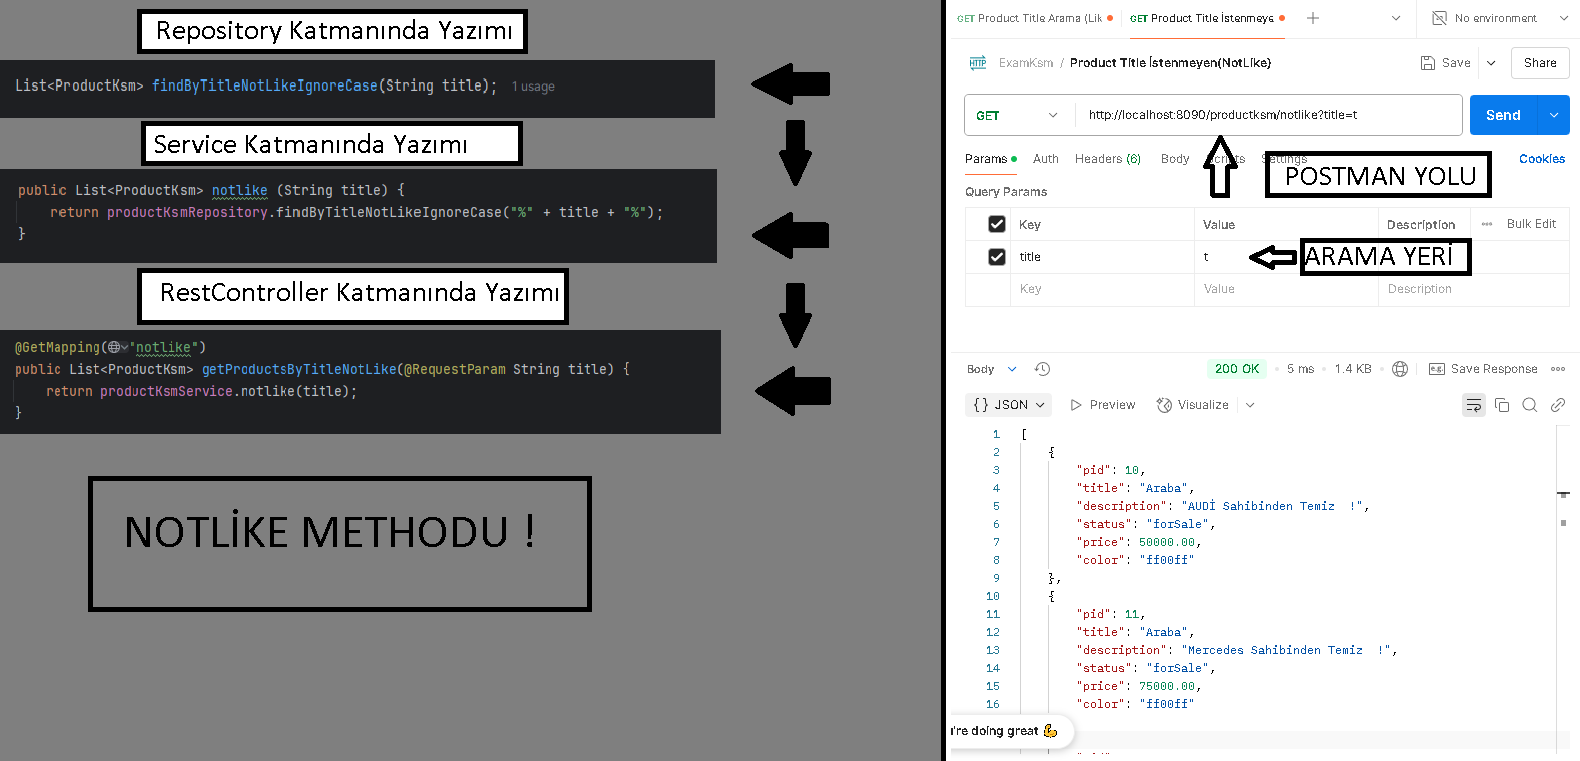 Repository Katmanında Yazımı
List<ProductKsm> findByTitleNotLikeIgnoreCase(String title); 1 usage
Service Katmanında Yazımı
public List<ProductKsm> notlike (String title) {
return productKsmRepository.findByTitleNotLikeIgnoreCase("%" + title + "%");
}
RestController Katmanında Yazımı
@GetMapping("notlike")
public List<ProductKsm> getProductsByTitleNotLike(@RequestParam String title) {
return productKsmService.notlike(title);
}
NOTLİKE METHODU !
GET Product Title Arama (Lik
GET Product Title İstenmeye
No environment
HTTP ExamKsm / Product Title İstenmeyen(NotLike)
Save
Share
GET
http://localhost:8090/productksm/notlike?title=t
Send
Params Auth Headers (6) Body Scripts Settings
Cookies
POSTMAN YOLU
Query Params
Key Value Description Bulk Edit
title t
ARAMA YERİ
Key Value Description
Body 200 OK 5 ms 1.4 KB e.g. Save Response
{} JSON Preview Visualize
1 [
2 {
3 "pid": 10,
4 "title": "Araba",
5 "description": "AUDİ Sahibinden Temiz !",
6 "status": "forSale",
7 "price": 50000.00,
8 "color": "ff00ff"
9 },
10 {
11 "pid": 11,
12 "title": "Araba",
13 "description": "Mercedes Sahibinden Temiz !",
14 "status": "forSale",
15 "price": 75000.00,
16 "color": "ff00ff"
're doing great 💪